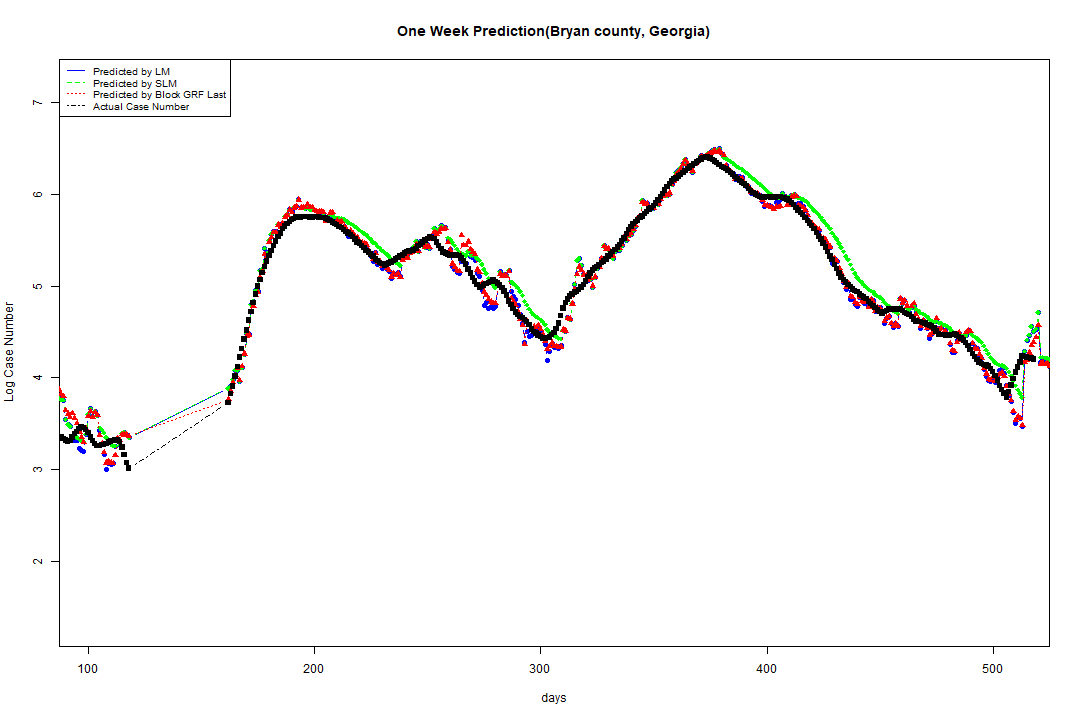 One Week Prediction(Bryan county, Georgia)
Predicted by LM
Predicted by SLM
Predicted by Block GRF Last
Actual Case Number
7
6
5
4
3
2
Log Case Number
100 200 300 400 500
days